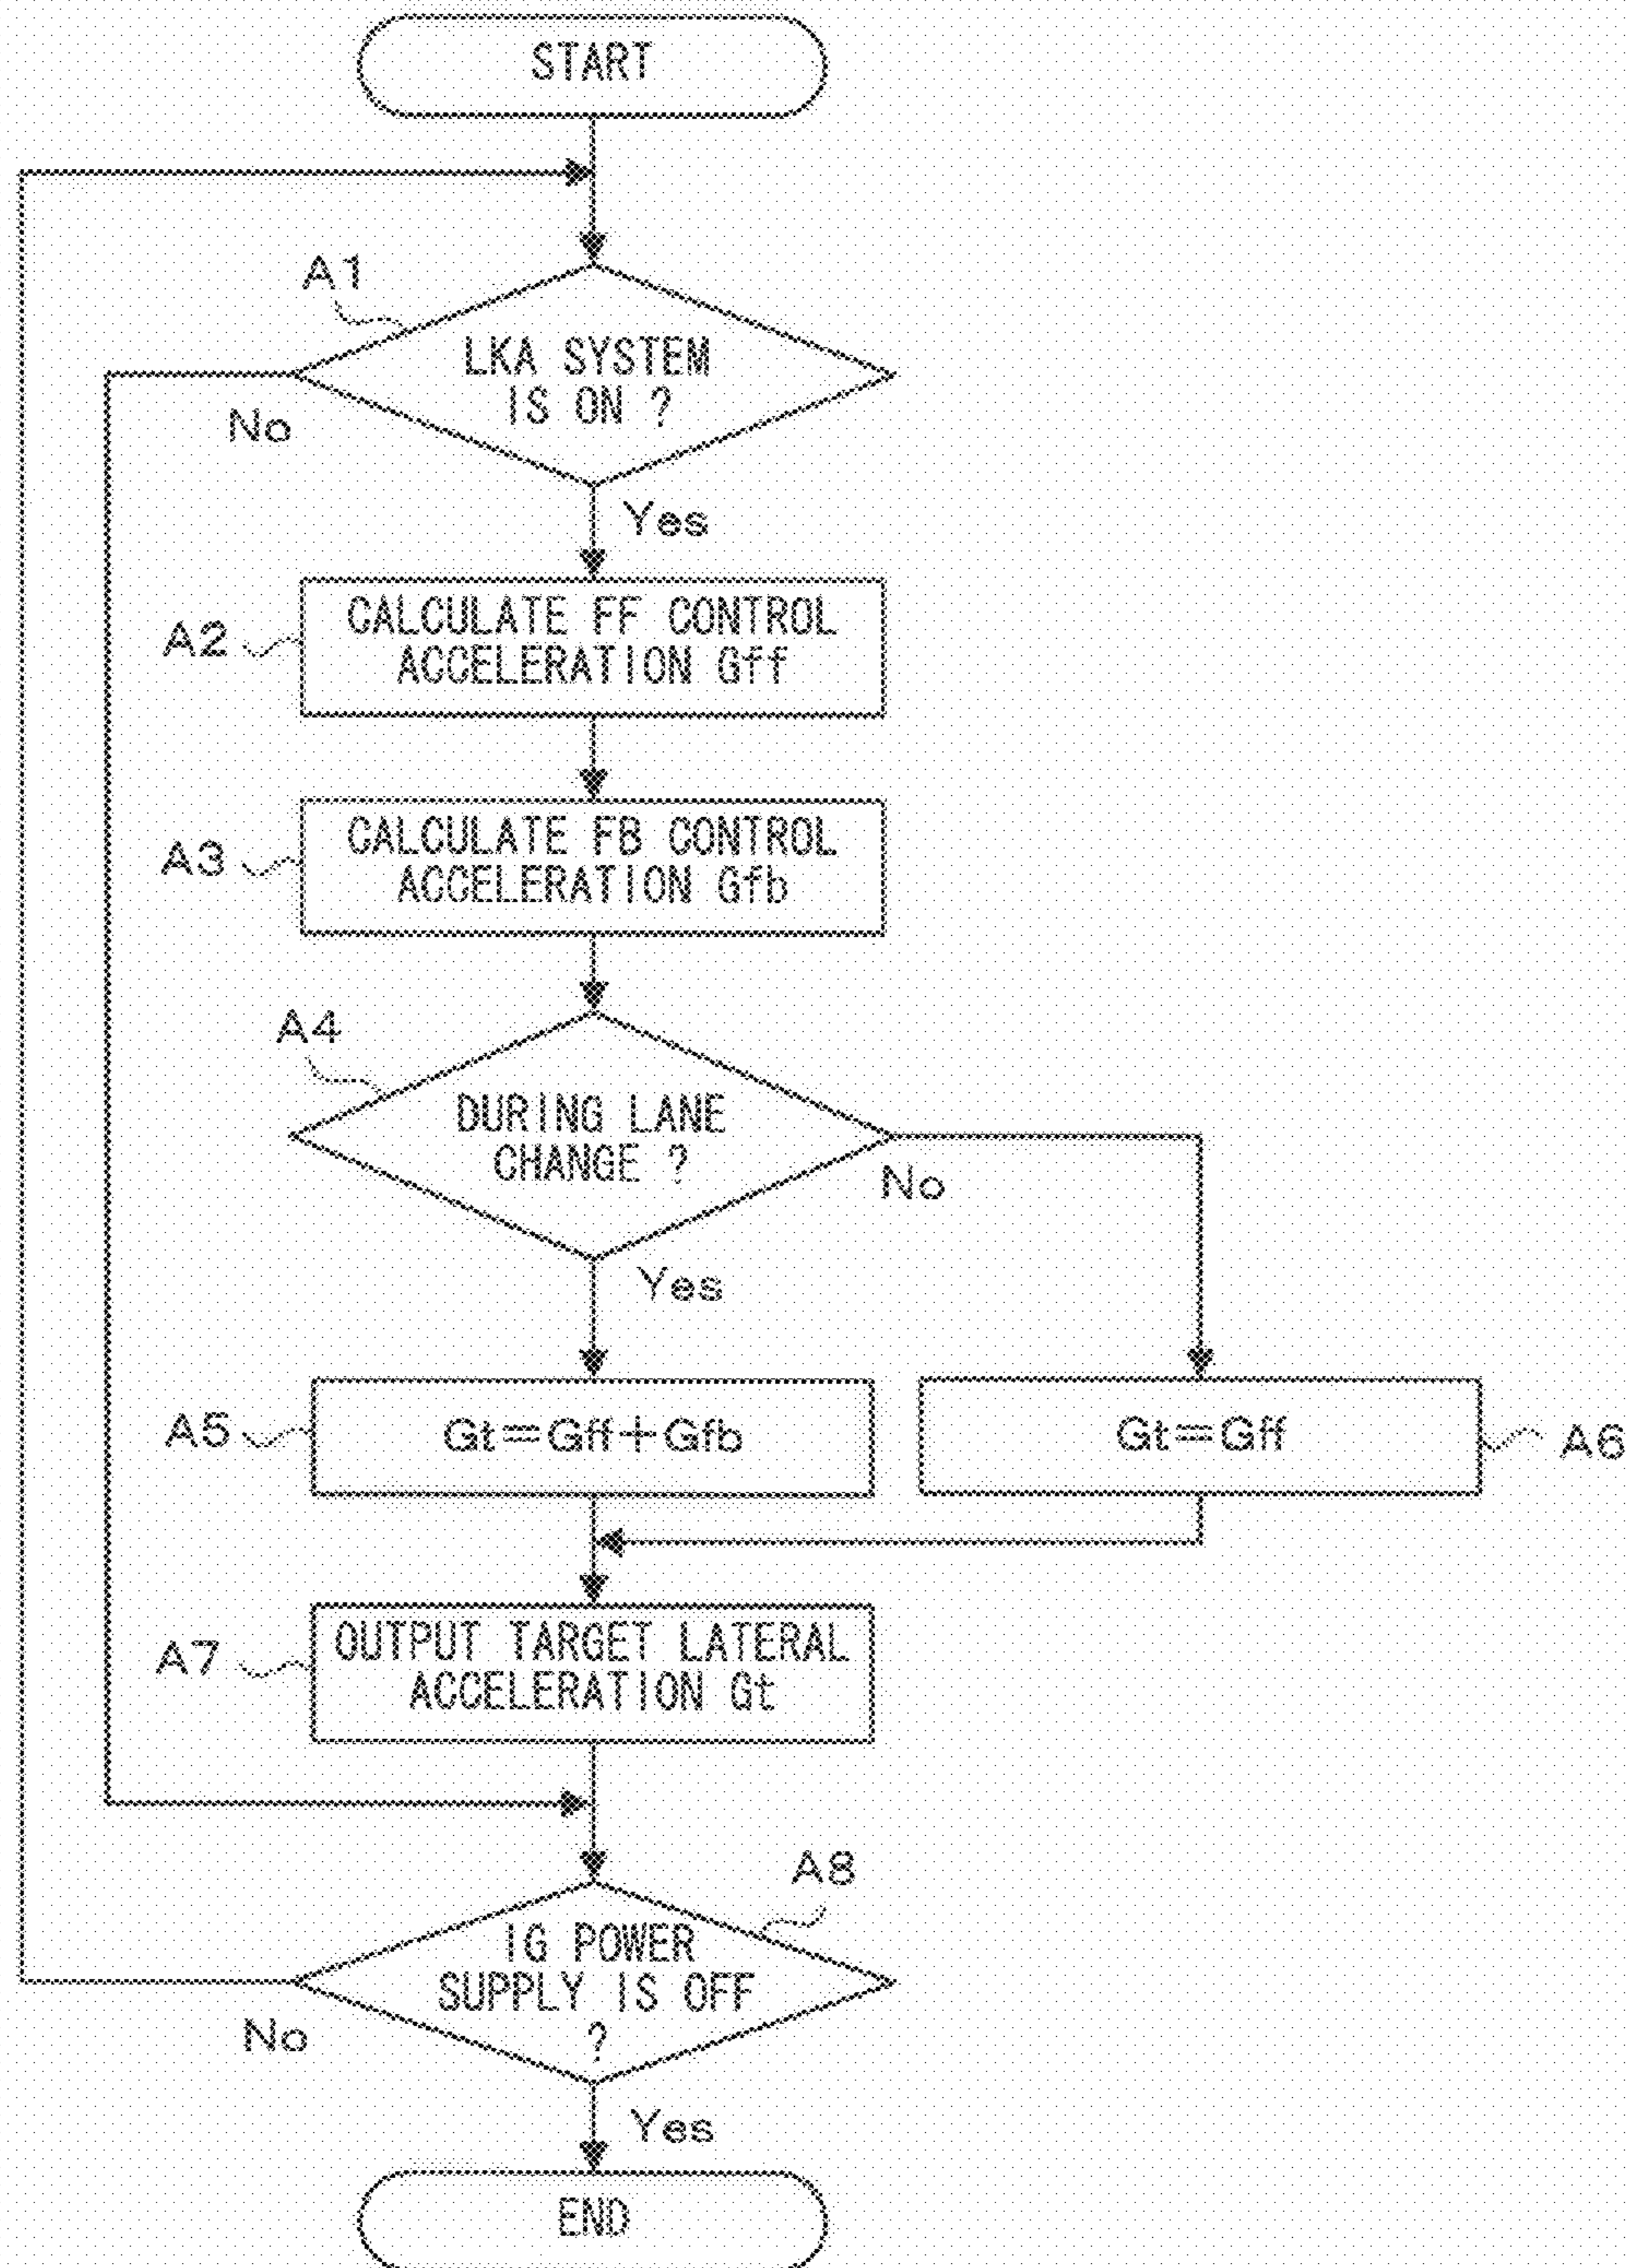 START
A1
LKA SYSTEM
IS ON ?
No
Yes
A2
CALCULATE FF CONTROL
ACCELERATION Gff
A3
CALCULATE FB CONTROL
ACCELERATION Gfb
A4
DURING LANE
CHANGE ?
No
Yes
A5
Gt=Gff+Gfb
Gt=Gff
A6
A7
OUTPUT TARGET LATERAL
ACCELERATION Gt
A8
IG POWER
SUPPLY IS OFF
?
No
Yes
END